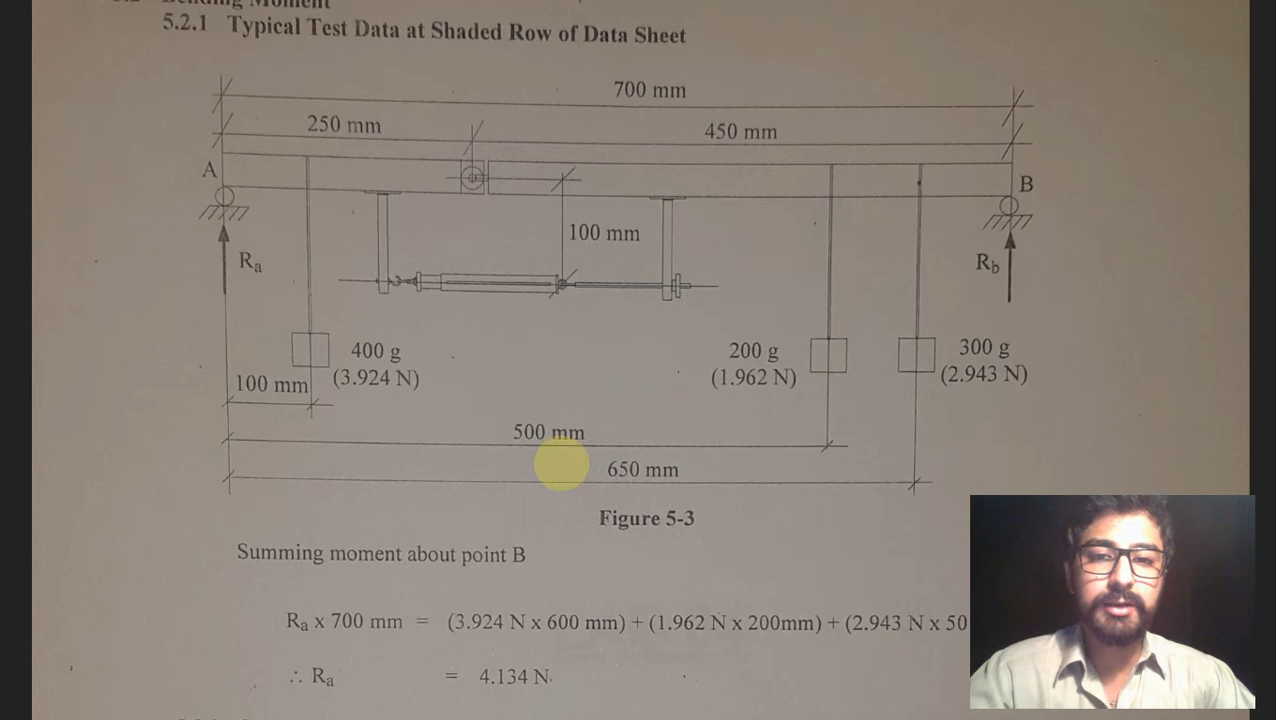 5.2.1 Typical Test Data at Shaded Row of Data Sheet
700 mm
250 mm
450 mm
A
B
100 mm
Ra
Rb
400 g
(3.924 N)
200 g
(1.962 N)
300 g
(2.943 N)
100 mm
500 mm
650 mm
Figure 5-3
Summing moment about point B
Ra x 700 mm = (3.924 N x 600 mm) + (1.962 N x 200mm) + (2.943 N x 50
∴ Ra = 4.134 N